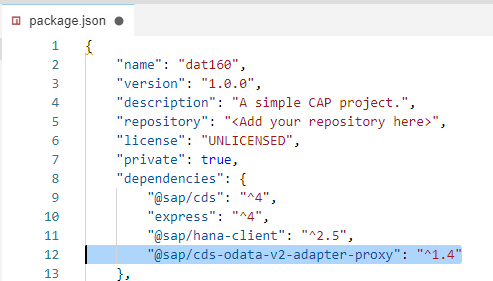 package.json
1 {
2 "name": "dat160",
3 "version": "1.0.0",
4 "description": "A simple CAP project.",
5 "repository": "<Add your repository here>",
6 "license": "UNLICENSED",
7 "private": true,
8 "dependencies": {
9 "@sap/cds": "^4",
10 "express": "^4",
11 "@sap/hana-client": "^2.5",
12 "@sap/cds-odata-v2-adapter-proxy": "^1.4"
13 },